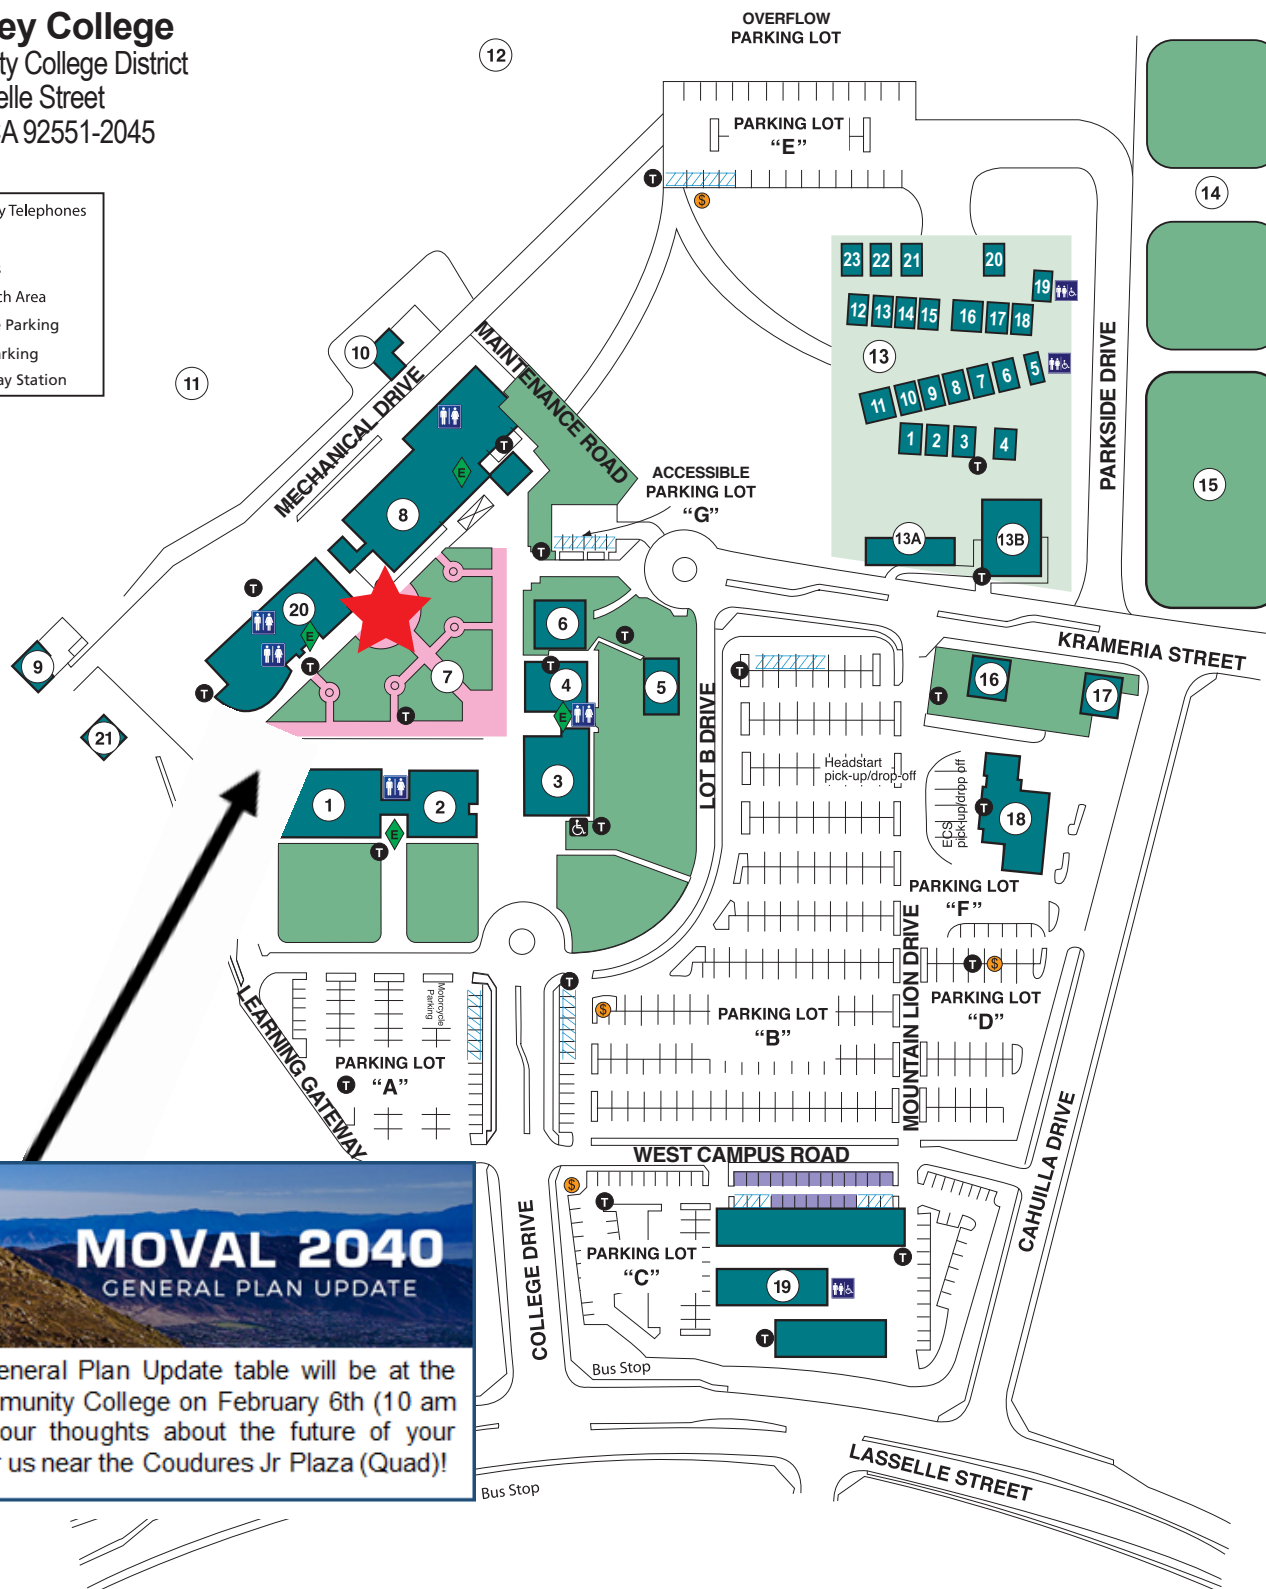 ey College
ty College District
elle Street
CA 92551-2045
y Telephones
s
ch Area
e Parking
arking
ay Station
OVERFLOW
PARKING LOT
12
PARKING LOT
“E”
T
$
14
23 22 21 20
19
12 13 14 15 16 17 18
13
11 10 9 8 7 6 5
1 2 3 4
T
13A
13B
T
15
PARKSIDE DRIVE
10
11
MECHANICAL DRIVE
MAINTENANCE ROAD
T
E
8
ACCESSIBLE
PARKING LOT
“G”
T
T
20
E
T
T
9
21
7
T
6
T
T
4
5
E
3
T
1
2
E
T
KRAMERIA STREET
16
17
T
T
LOT B DRIVE
Headstart
pick-up/drop-off
ECS
pick-up/drop off
T
18
PARKING LOT
“F”
MOUNTAIN LION DRIVE
T
$
PARKING LOT
“D”
T
$
PARKING LOT
“B”
Motorcycle
Parking
PARKING LOT
“A”
T
LEARNING GATEWAY
WEST CAMPUS ROAD
CAHUILLA DRIVE
COLLEGE DRIVE
$
T
PARKING LOT
“C”
T
19
T
Bus Stop
MOVAL 2040
GENERAL PLAN UPDATE
eneral Plan Update table will be at the
munity College on February 6th (10 am
our thoughts about the future of your
r us near the Coudures Jr Plaza (Quad)!
Bus Stop
LASSELLE STREET